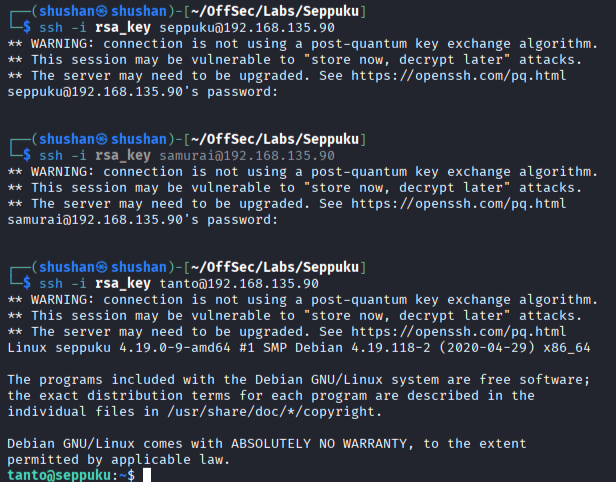 ┌──(shushan㉿shushan)-[~/OffSec/Labs/Seppuku]
└─$ ssh -i rsa_key seppuku@192.168.135.90
** WARNING: connection is not using a post-quantum key exchange algorithm.
** This session may be vulnerable to "store now, decrypt later" attacks.
** The server may need to be upgraded. See https://openssh.com/pq.html
seppuku@192.168.135.90's password:
┌──(shushan㉿shushan)-[~/OffSec/Labs/Seppuku]
└─$ ssh -i rsa_key samurai@192.168.135.90
** WARNING: connection is not using a post-quantum key exchange algorithm.
** This session may be vulnerable to "store now, decrypt later" attacks.
** The server may need to be upgraded. See https://openssh.com/pq.html
samurai@192.168.135.90's password:
┌──(shushan㉿shushan)-[~/OffSec/Labs/Seppuku]
└─$ ssh -i rsa_key tanto@192.168.135.90
** WARNING: connection is not using a post-quantum key exchange algorithm.
** This session may be vulnerable to "store now, decrypt later" attacks.
** The server may need to be upgraded. See https://openssh.com/pq.html
Linux seppuku 4.19.0-9-amd64 #1 SMP Debian 4.19.118-2 (2020-04-29) x86_64
The programs included with the Debian GNU/Linux system are free software;
the exact distribution terms for each program are described in the
individual files in /usr/share/doc/*/copyright.
Debian GNU/Linux comes with ABSOLUTELY NO WARRANTY, to the extent
permitted by applicable law.
tanto@seppuku:~$